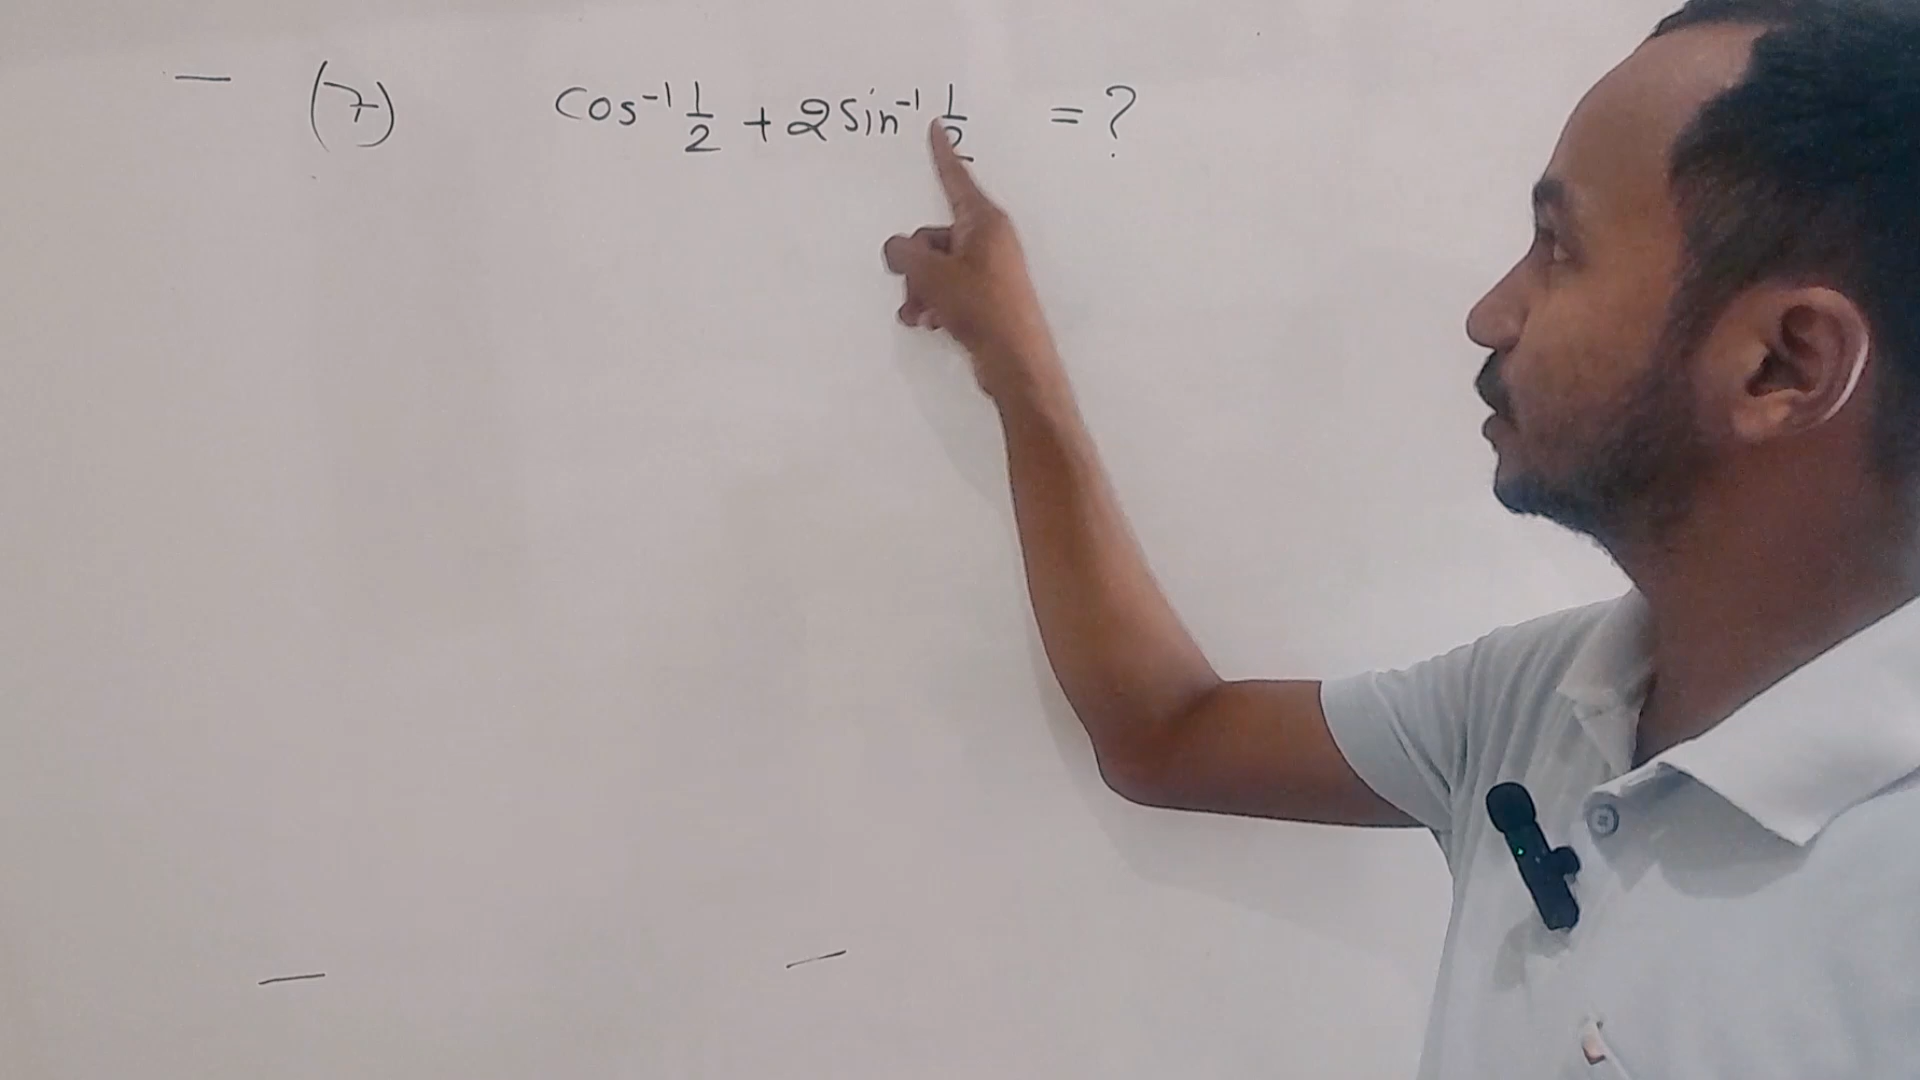 (7) cos⁻¹ 1/2 + 2 sin⁻¹ 1/2 = ?